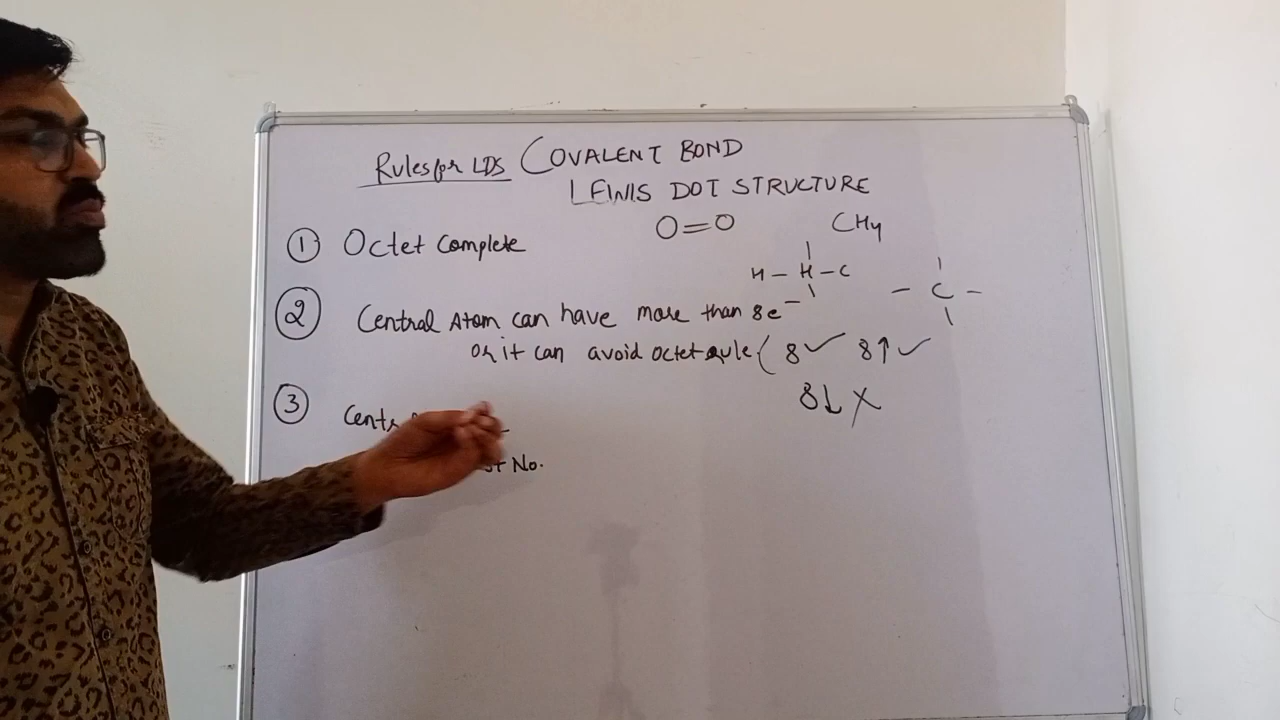 Rules for LDS COVALENT BOND
LEWIS DOT STRUCTURE
O=O CH4
① Octet Complete
H – H – C
– C –
② Central Atom can have more than 8e–
or it can avoid octet rule ( 8 ✓ 8↑ ✓
8↓ X
③
No.